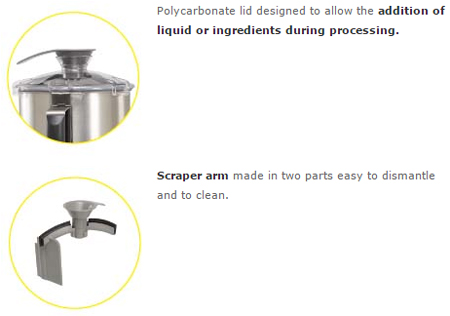 Polycarbonate lid designed to allow the addition of
liquid or ingredients during processing.
Scraper arm made in two parts easy to dismantle
and to clean.